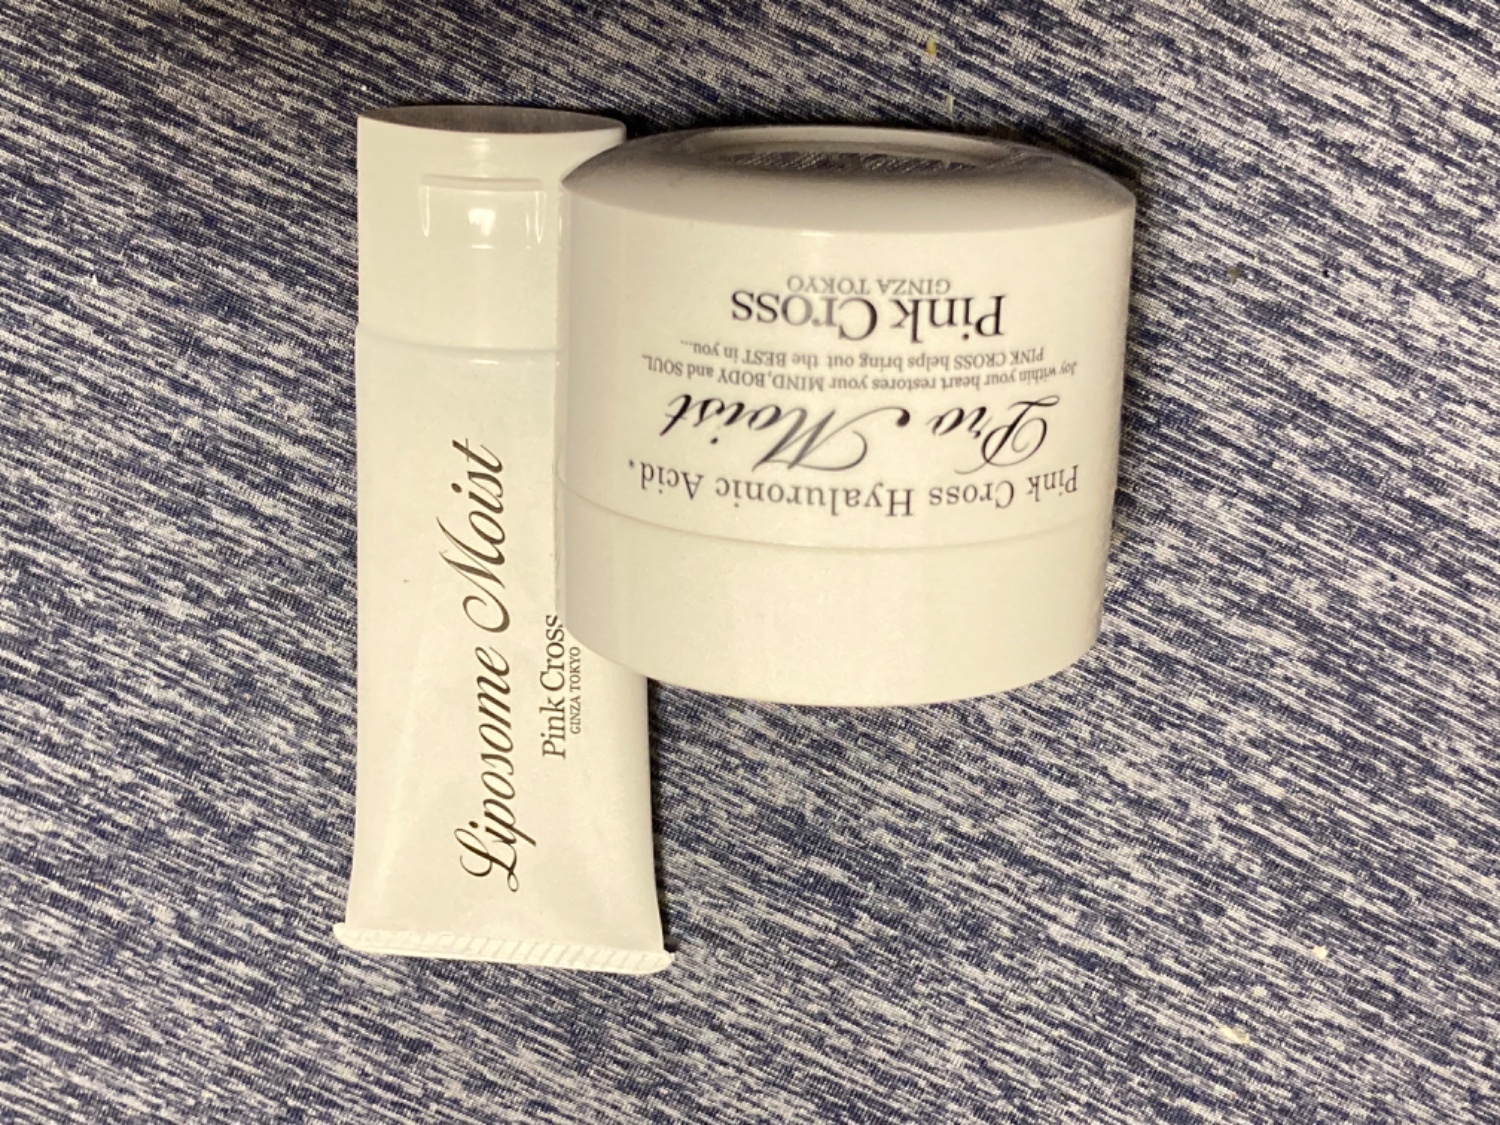 Liposome Moist
Pink Cross
GINZA TOKYO
Pink Cross Hyaluronic Acid.
Pro Moist
Joy within your heart restores your MIND, BODY and SOUL
PINK CROSS helps bring out the BEST in you....
Pink Cross
GINZA TOKYO